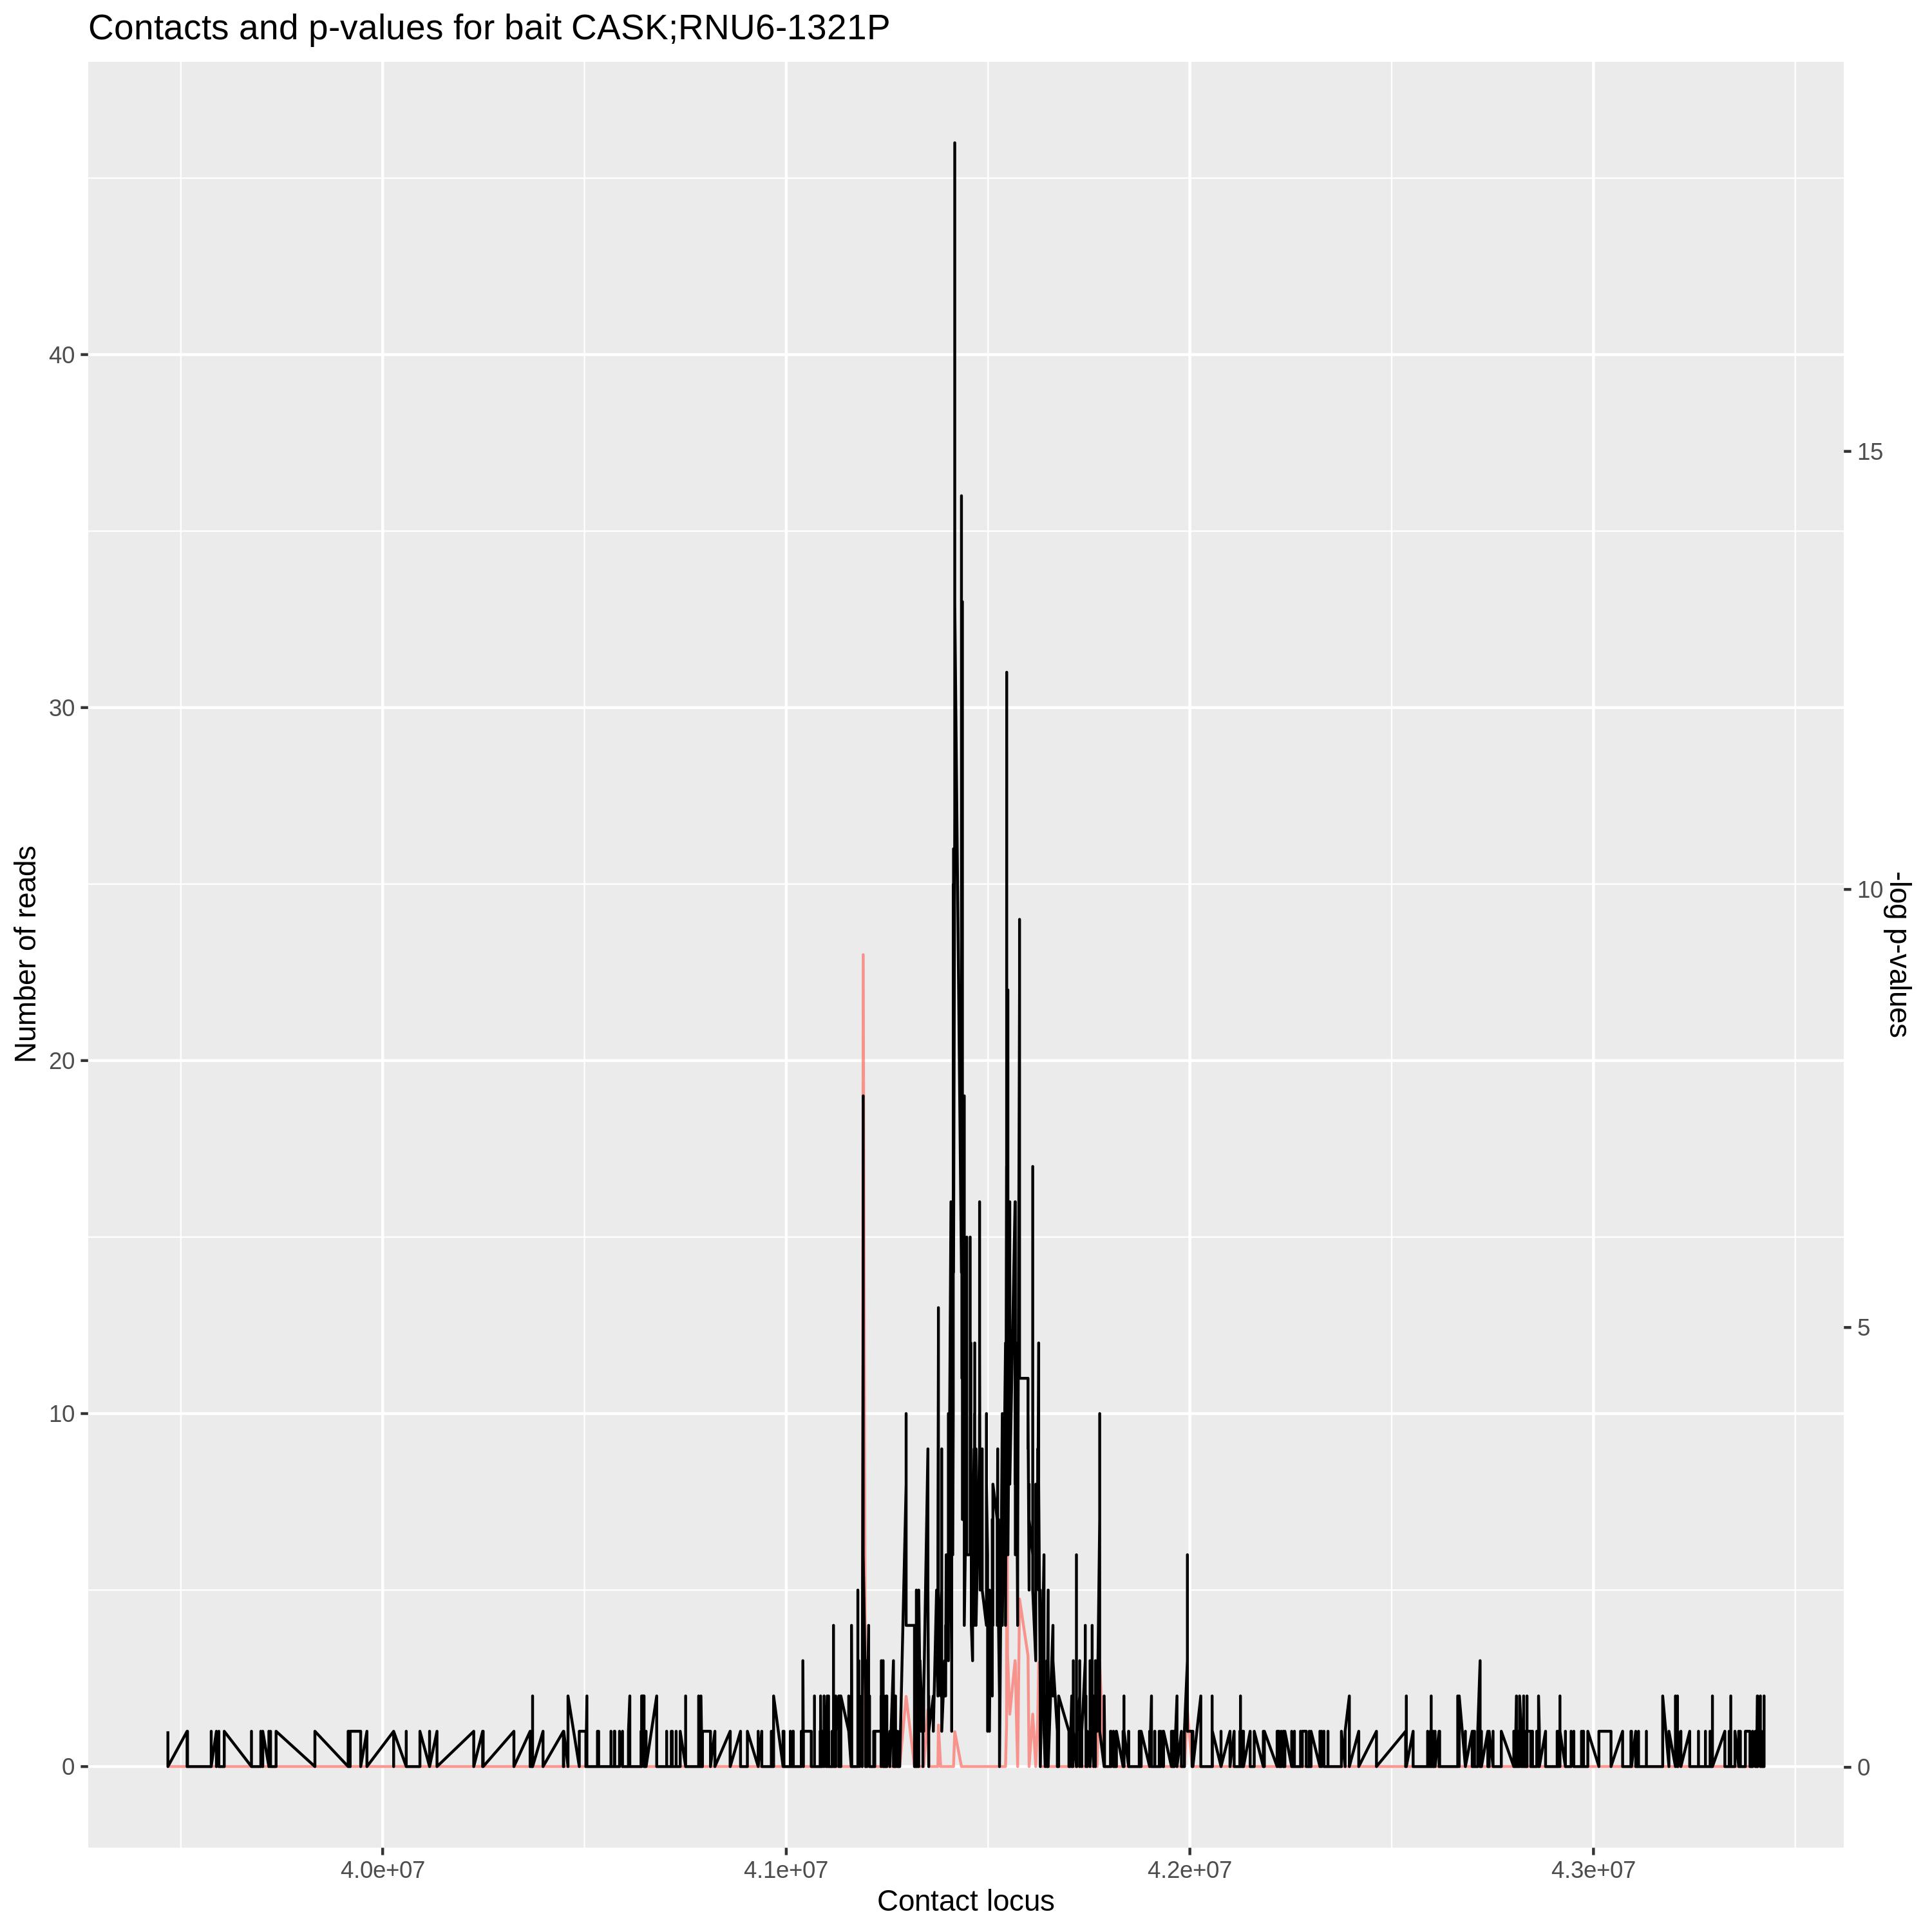 Contacts and p-values for bait CASK;RNU6-1321P
Number of reads
40
30
20
10
0
15
10
5
0
-log p-values
4.0e+07
4.1e+07
4.2e+07
4.3e+07
Contact locus